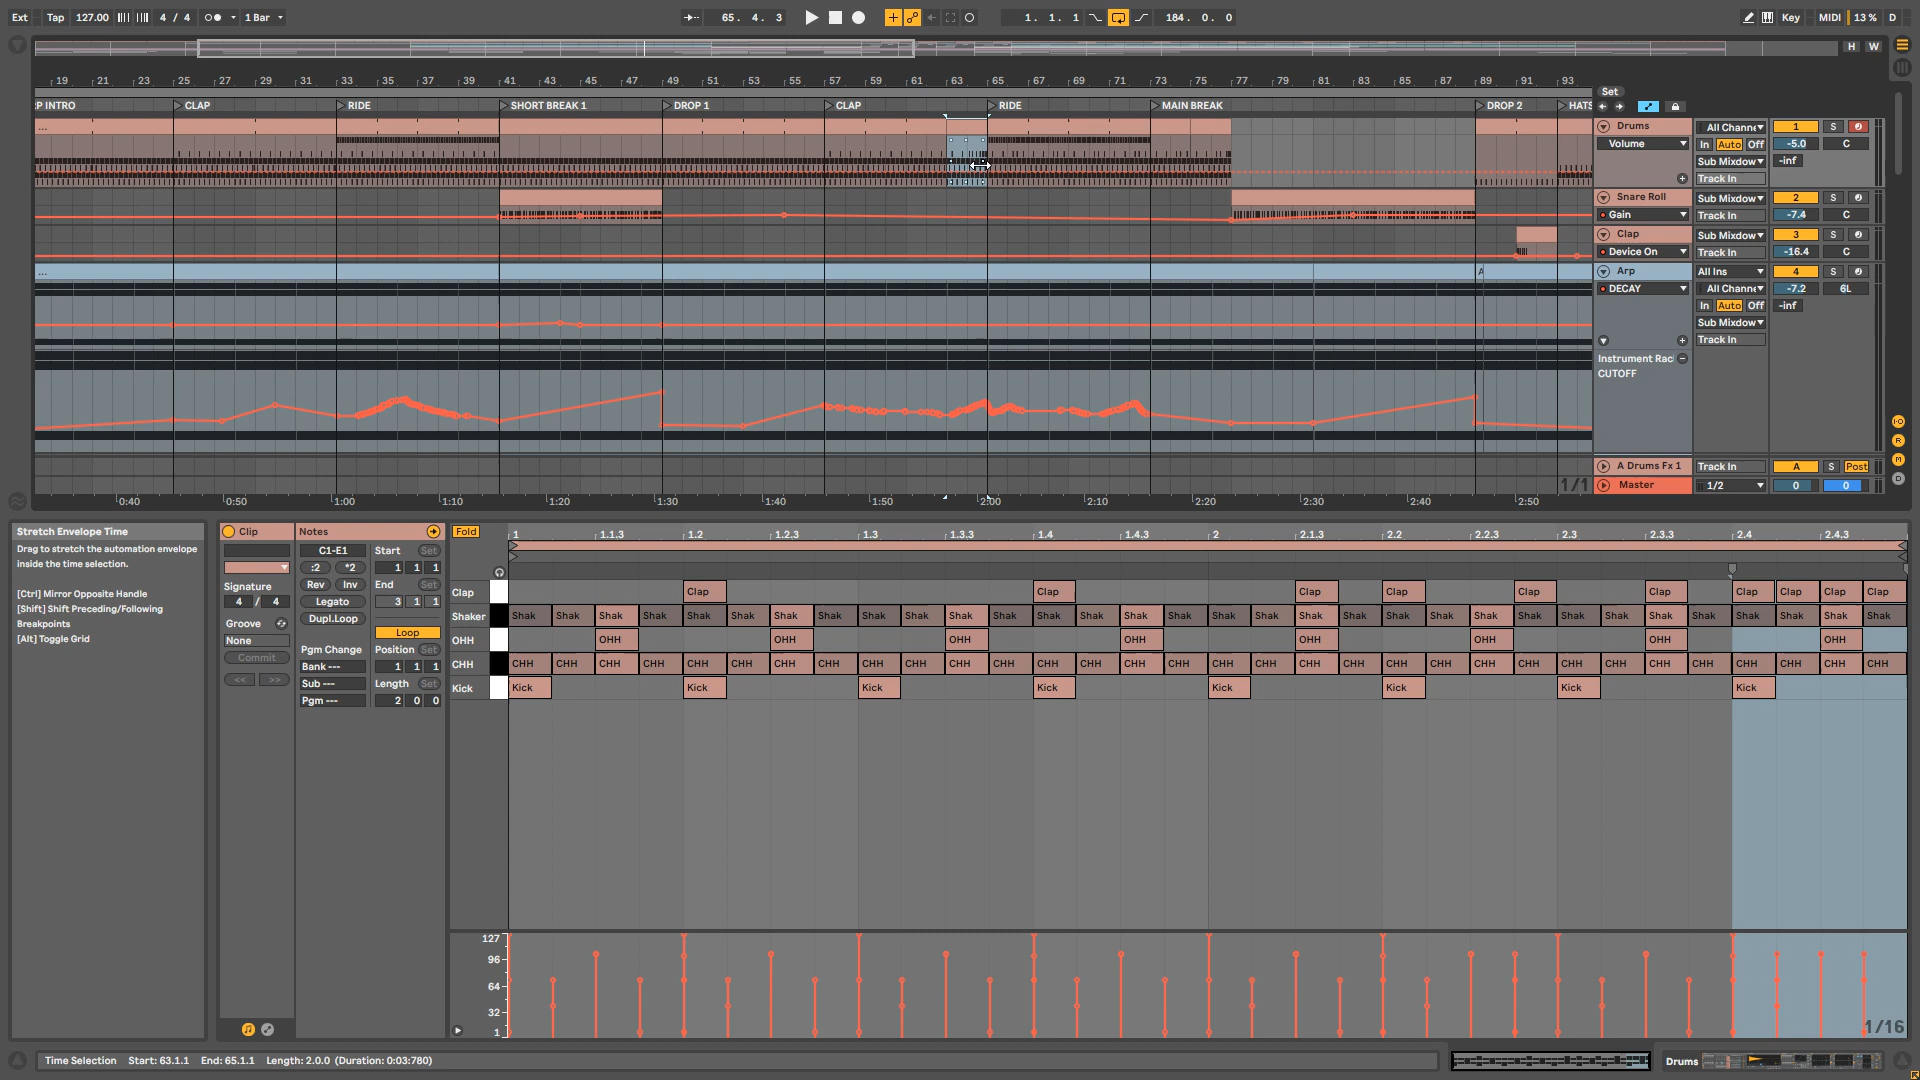 Ext Tap 127.00 4 / 4 1 Bar 65. 4. 3 1. 1. 1 184. 0. 0 Key MIDI 13 % D
H W
19 21 23 25 27 29 31 33 35 37 39 41 43 45 47 49 51 53 55 57 59 61 63 65 67 69 71 73 75 77 79 81 83 85 87 89 91 93
Set
P INTRO CLAP RIDE SHORT BREAK 1 DROP 1 CLAP RIDE MAIN BREAK DROP 2 HATS
...
Drums All Channe 1 S
Volume In Auto Off -5.0 C
Sub Mixdow -inf
Track In
Snare Roll Sub Mixdow 2 S
Gain Track In -7.4 C
Clap Sub Mixdow 3 S
Device On Track In -16.4 C
... A
Arp All Ins 4 S
DECAY All Channe -7.2 6L
In Auto Off -inf
Sub Mixdow
Track In
Instrument Rac
CUTOFF
A Drums Fx 1 Track In A S Post
1/1 Master 1/2 0 0
0:40 0:50 1:00 1:10 1:20 1:30 1:40 1:50 2:00 2:10 2:20 2:30 2:40 2:50
Stretch Envelope Time
Drag to stretch the automation envelope
inside the time selection.
[Ctrl] Mirror Opposite Handle
[Shift] Shift Preceding/Following
Breakpoints
[Alt] Toggle Grid
Clip
Signature
4 / 4
Groove
None
Commit
<< >>
Notes
C1-E1 Start Set
:2 *2 1 1 1
Rev Inv End Set
Legato 3 1 1
Dupl.Loop
Loop
Pgm Change Position Set
Bank --- 1 1 1
Sub --- Length Set
Pgm --- 2 0 0
Fold
1 1.1.3 1.2 1.2.3 1.3 1.3.3 1.4 1.4.3 2 2.1.3 2.2 2.2.3 2.3 2.3.3 2.4 2.4.3
Clap Clap Clap Clap Clap Clap Clap Clap Clap Clap Clap
Shaker Shak Shak Shak Shak Shak Shak Shak Shak Shak Shak Shak Shak Shak Shak Shak Shak Shak Shak Shak Shak Shak Shak Shak Shak Shak Shak Shak Shak Shak Shak Shak Shak
OHH OHH OHH OHH OHH OHH OHH OHH OHH
CHH CHH CHH CHH CHH CHH CHH CHH CHH CHH CHH CHH CHH CHH CHH CHH CHH CHH CHH CHH CHH CHH CHH CHH CHH CHH CHH CHH CHH CHH CHH CHH CHH
Kick Kick Kick Kick Kick Kick Kick Kick Kick
127
96
64
32
1
1/16
Time Selection Start: 63.1.1 End: 65.1.1 Length: 2.0.0 (Duration: 0:03:780)
Drums